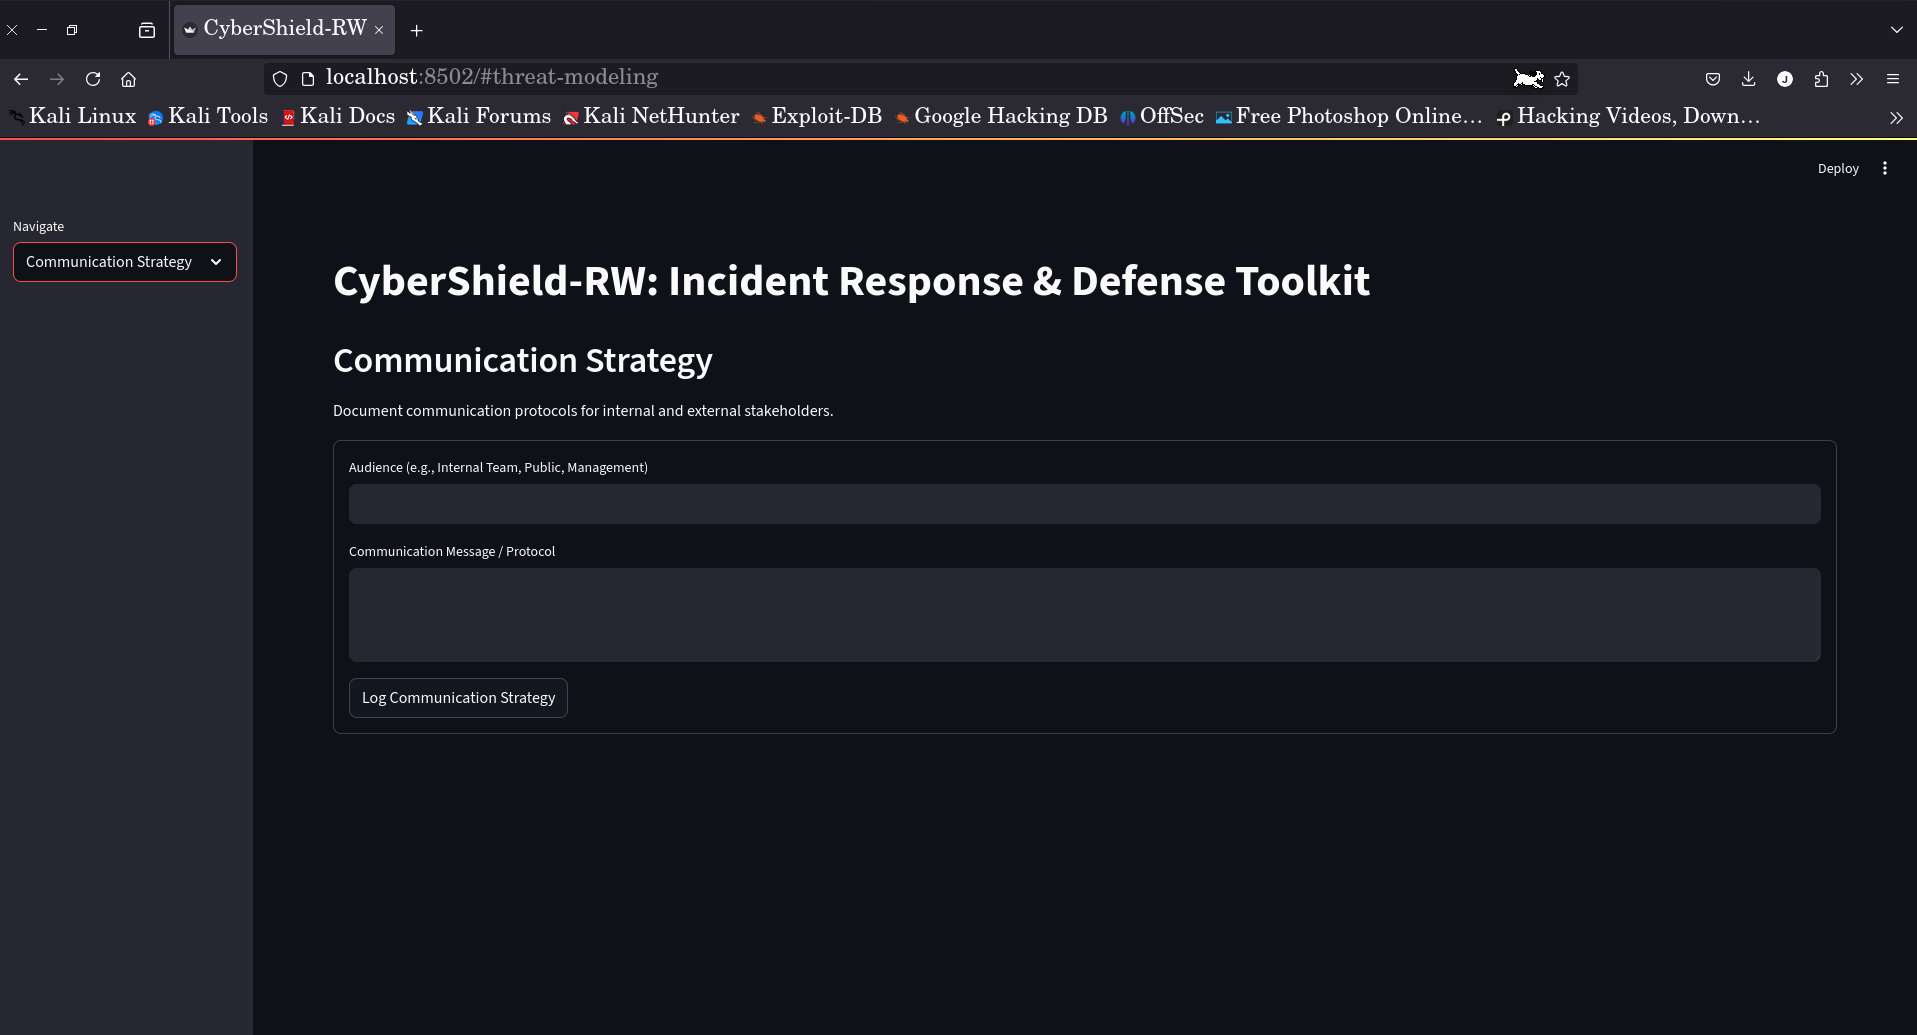 CyberShield-RW
localhost:8502/#threat-modeling
Kali Linux Kali Tools Kali Docs Kali Forums Kali NetHunter Exploit-DB Google Hacking DB OffSec Free Photoshop Online… Hacking Videos, Down…
Deploy
Navigate
Communication Strategy
CyberShield-RW: Incident Response & Defense Toolkit
Communication Strategy
Document communication protocols for internal and external stakeholders.
Audience (e.g., Internal Team, Public, Management)
Communication Message / Protocol
Log Communication Strategy